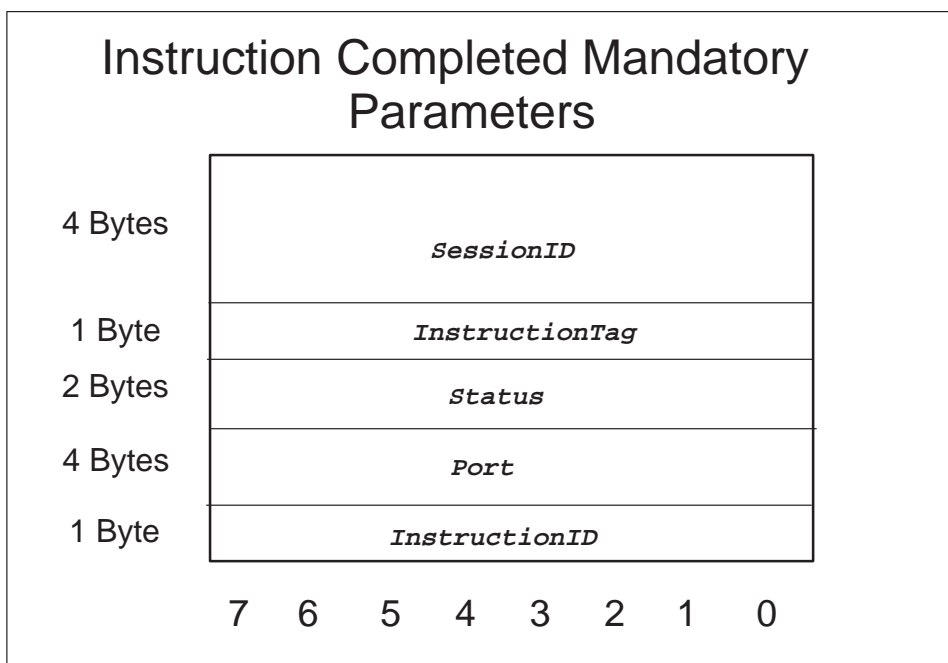 Instruction Completed Mandatory
Parameters
4 Bytes
SessionID
1 Byte
InstructionTag
2 Bytes
Status
4 Bytes
Port
1 Byte
InstructionID
7 6 5 4 3 2 1 0